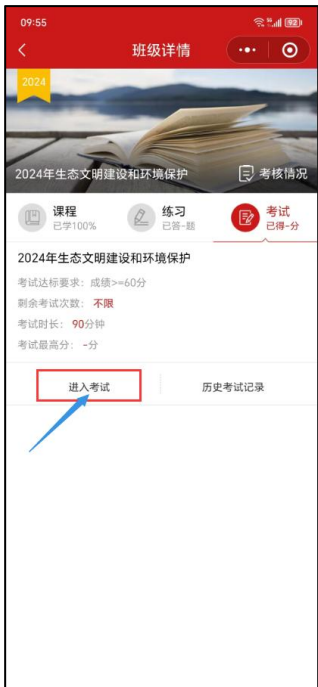 09:55
92
班级详情
2024
2024年生态文明建设和环境保护
考核情况
课程
已学100%
练习
已答-题
考试
已得-分
2024年生态文明建设和环境保护
考试达标要求：成绩>=60分
剩余考试次数：不限
考试时长：90分钟
考试最高分：-分
进入考试
历史考试记录